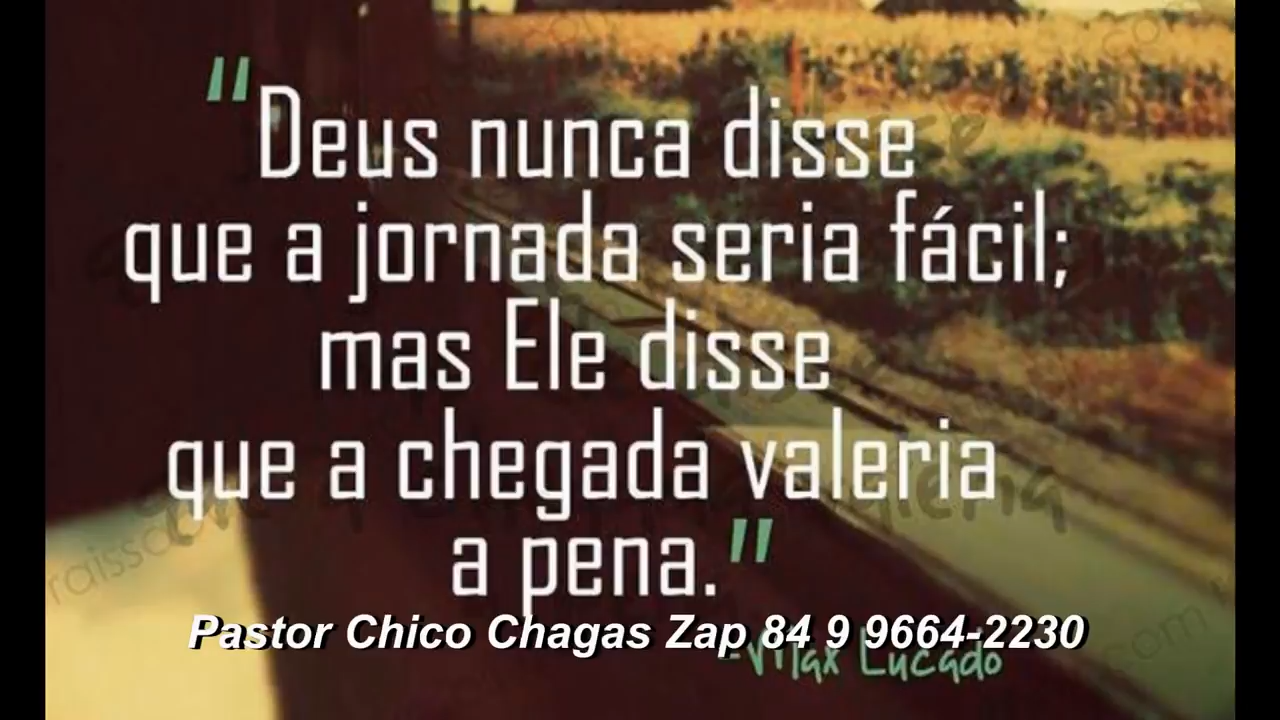 "Deus nunca disse
que a jornada seria fácil;
mas Ele disse
que a chegada valeria
a pena."
Pastor Chico Chagas Zap 84 9 9664-2230
-Max Lucado